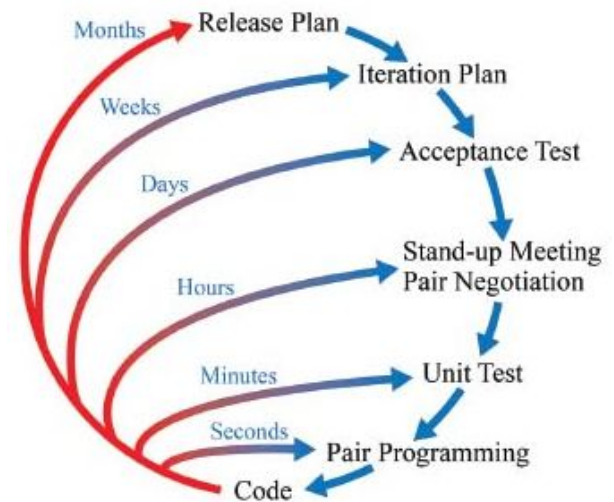 Months
Release Plan
Weeks
Iteration Plan
Days
Acceptance Test
Stand-up Meeting
Pair Negotiation
Hours
Minutes
Unit Test
Seconds
Pair Programming
Code